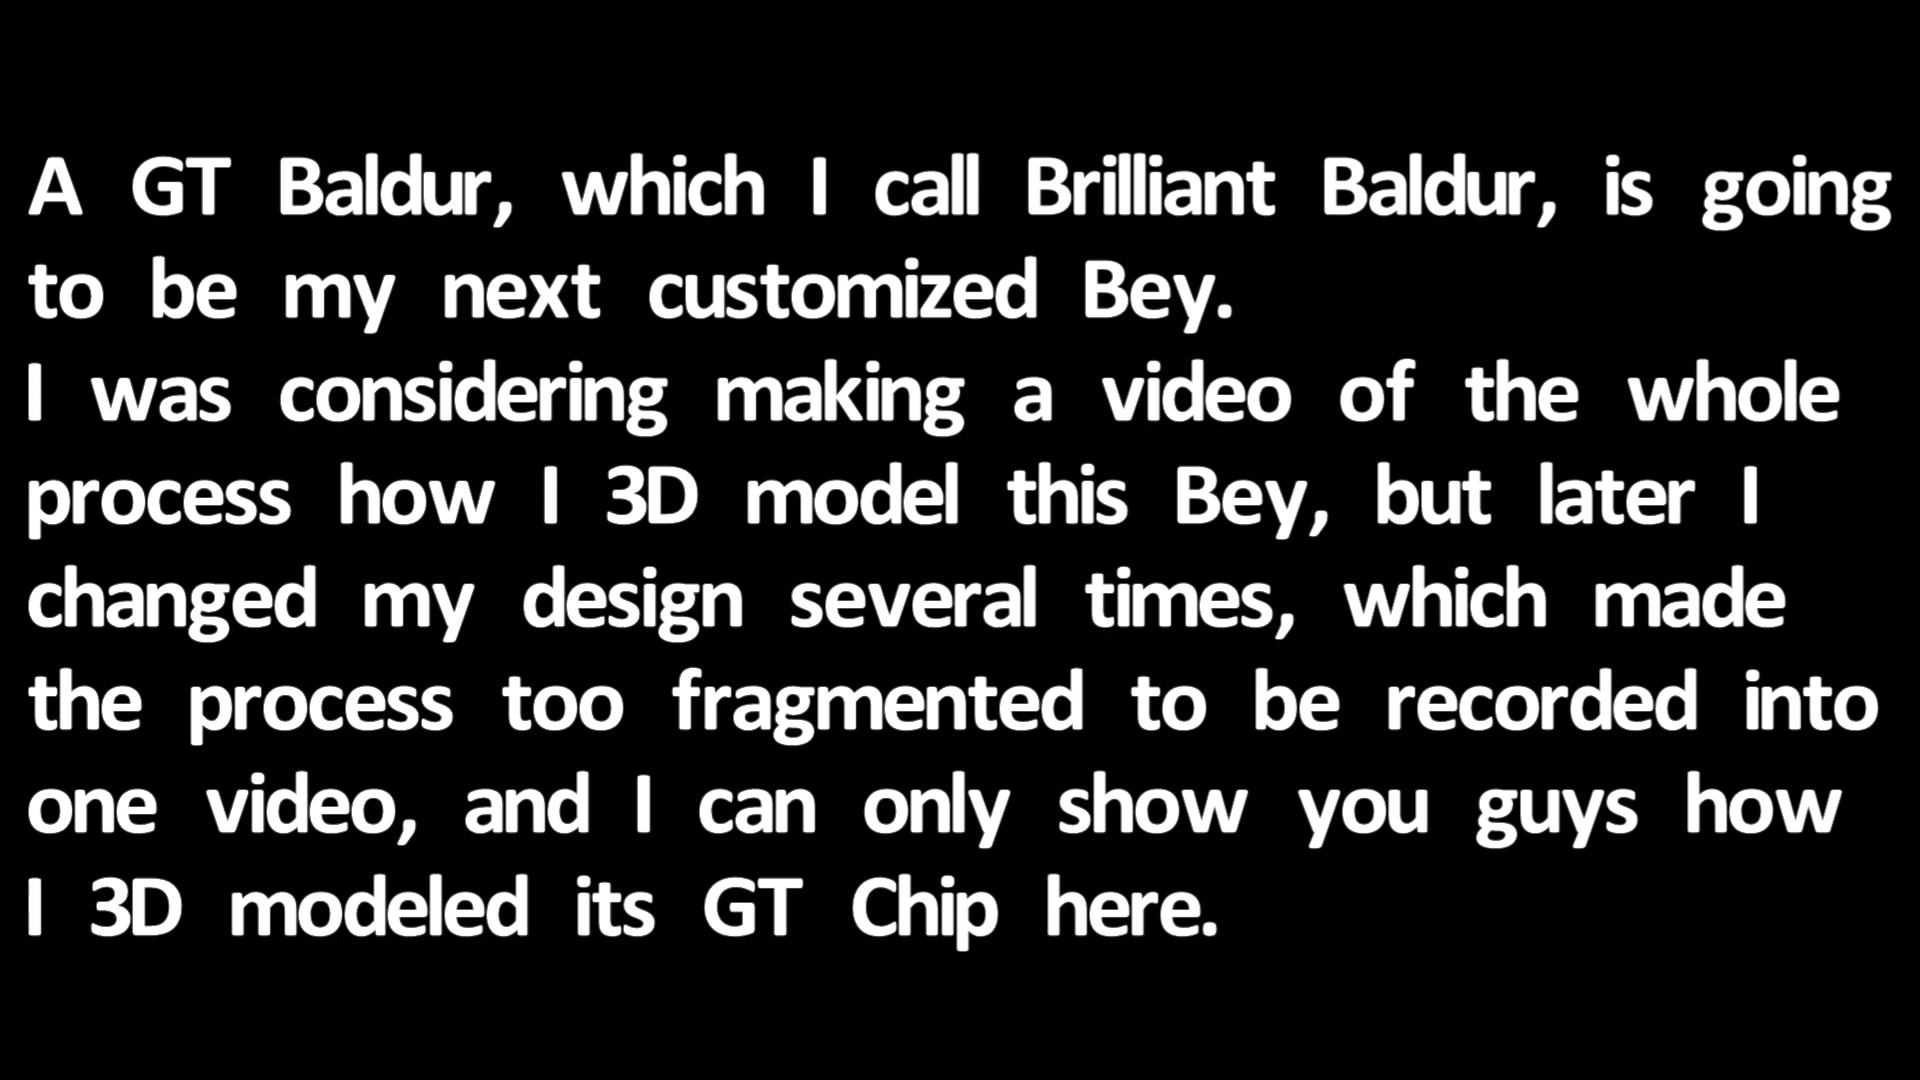 A GT Baldur, which I call Brilliant Baldur, is going
to be my next customized Bey.
I was considering making a video of the whole
process how I 3D model this Bey, but later I
changed my design several times, which made
the process too fragmented to be recorded into
one video, and I can only show you guys how
I 3D modeled its GT Chip here.